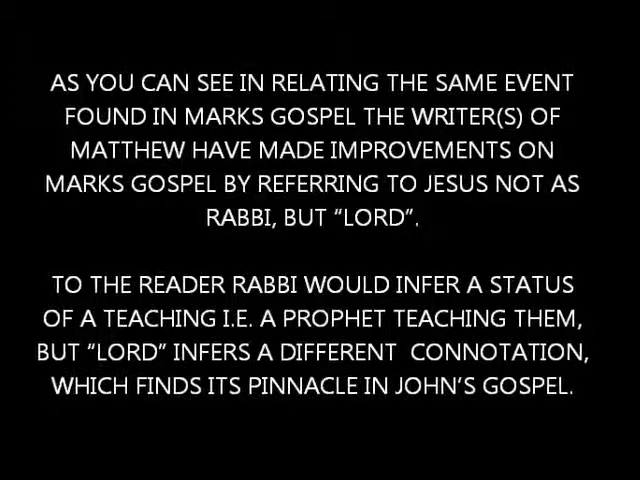 AS YOU CAN SEE IN RELATING THE SAME EVENT
FOUND IN MARKS GOSPEL THE WRITER(S) OF
MATTHEW HAVE MADE IMPROVEMENTS ON
MARKS GOSPEL BY REFERRING TO JESUS NOT AS
RABBI, BUT “LORD”.
TO THE READER RABBI WOULD INFER A STATUS
OF A TEACHING I.E. A PROPHET TEACHING THEM,
BUT “LORD” INFERS A DIFFERENT CONNOTATION,
WHICH FINDS ITS PINNACLE IN JOHN’S GOSPEL.